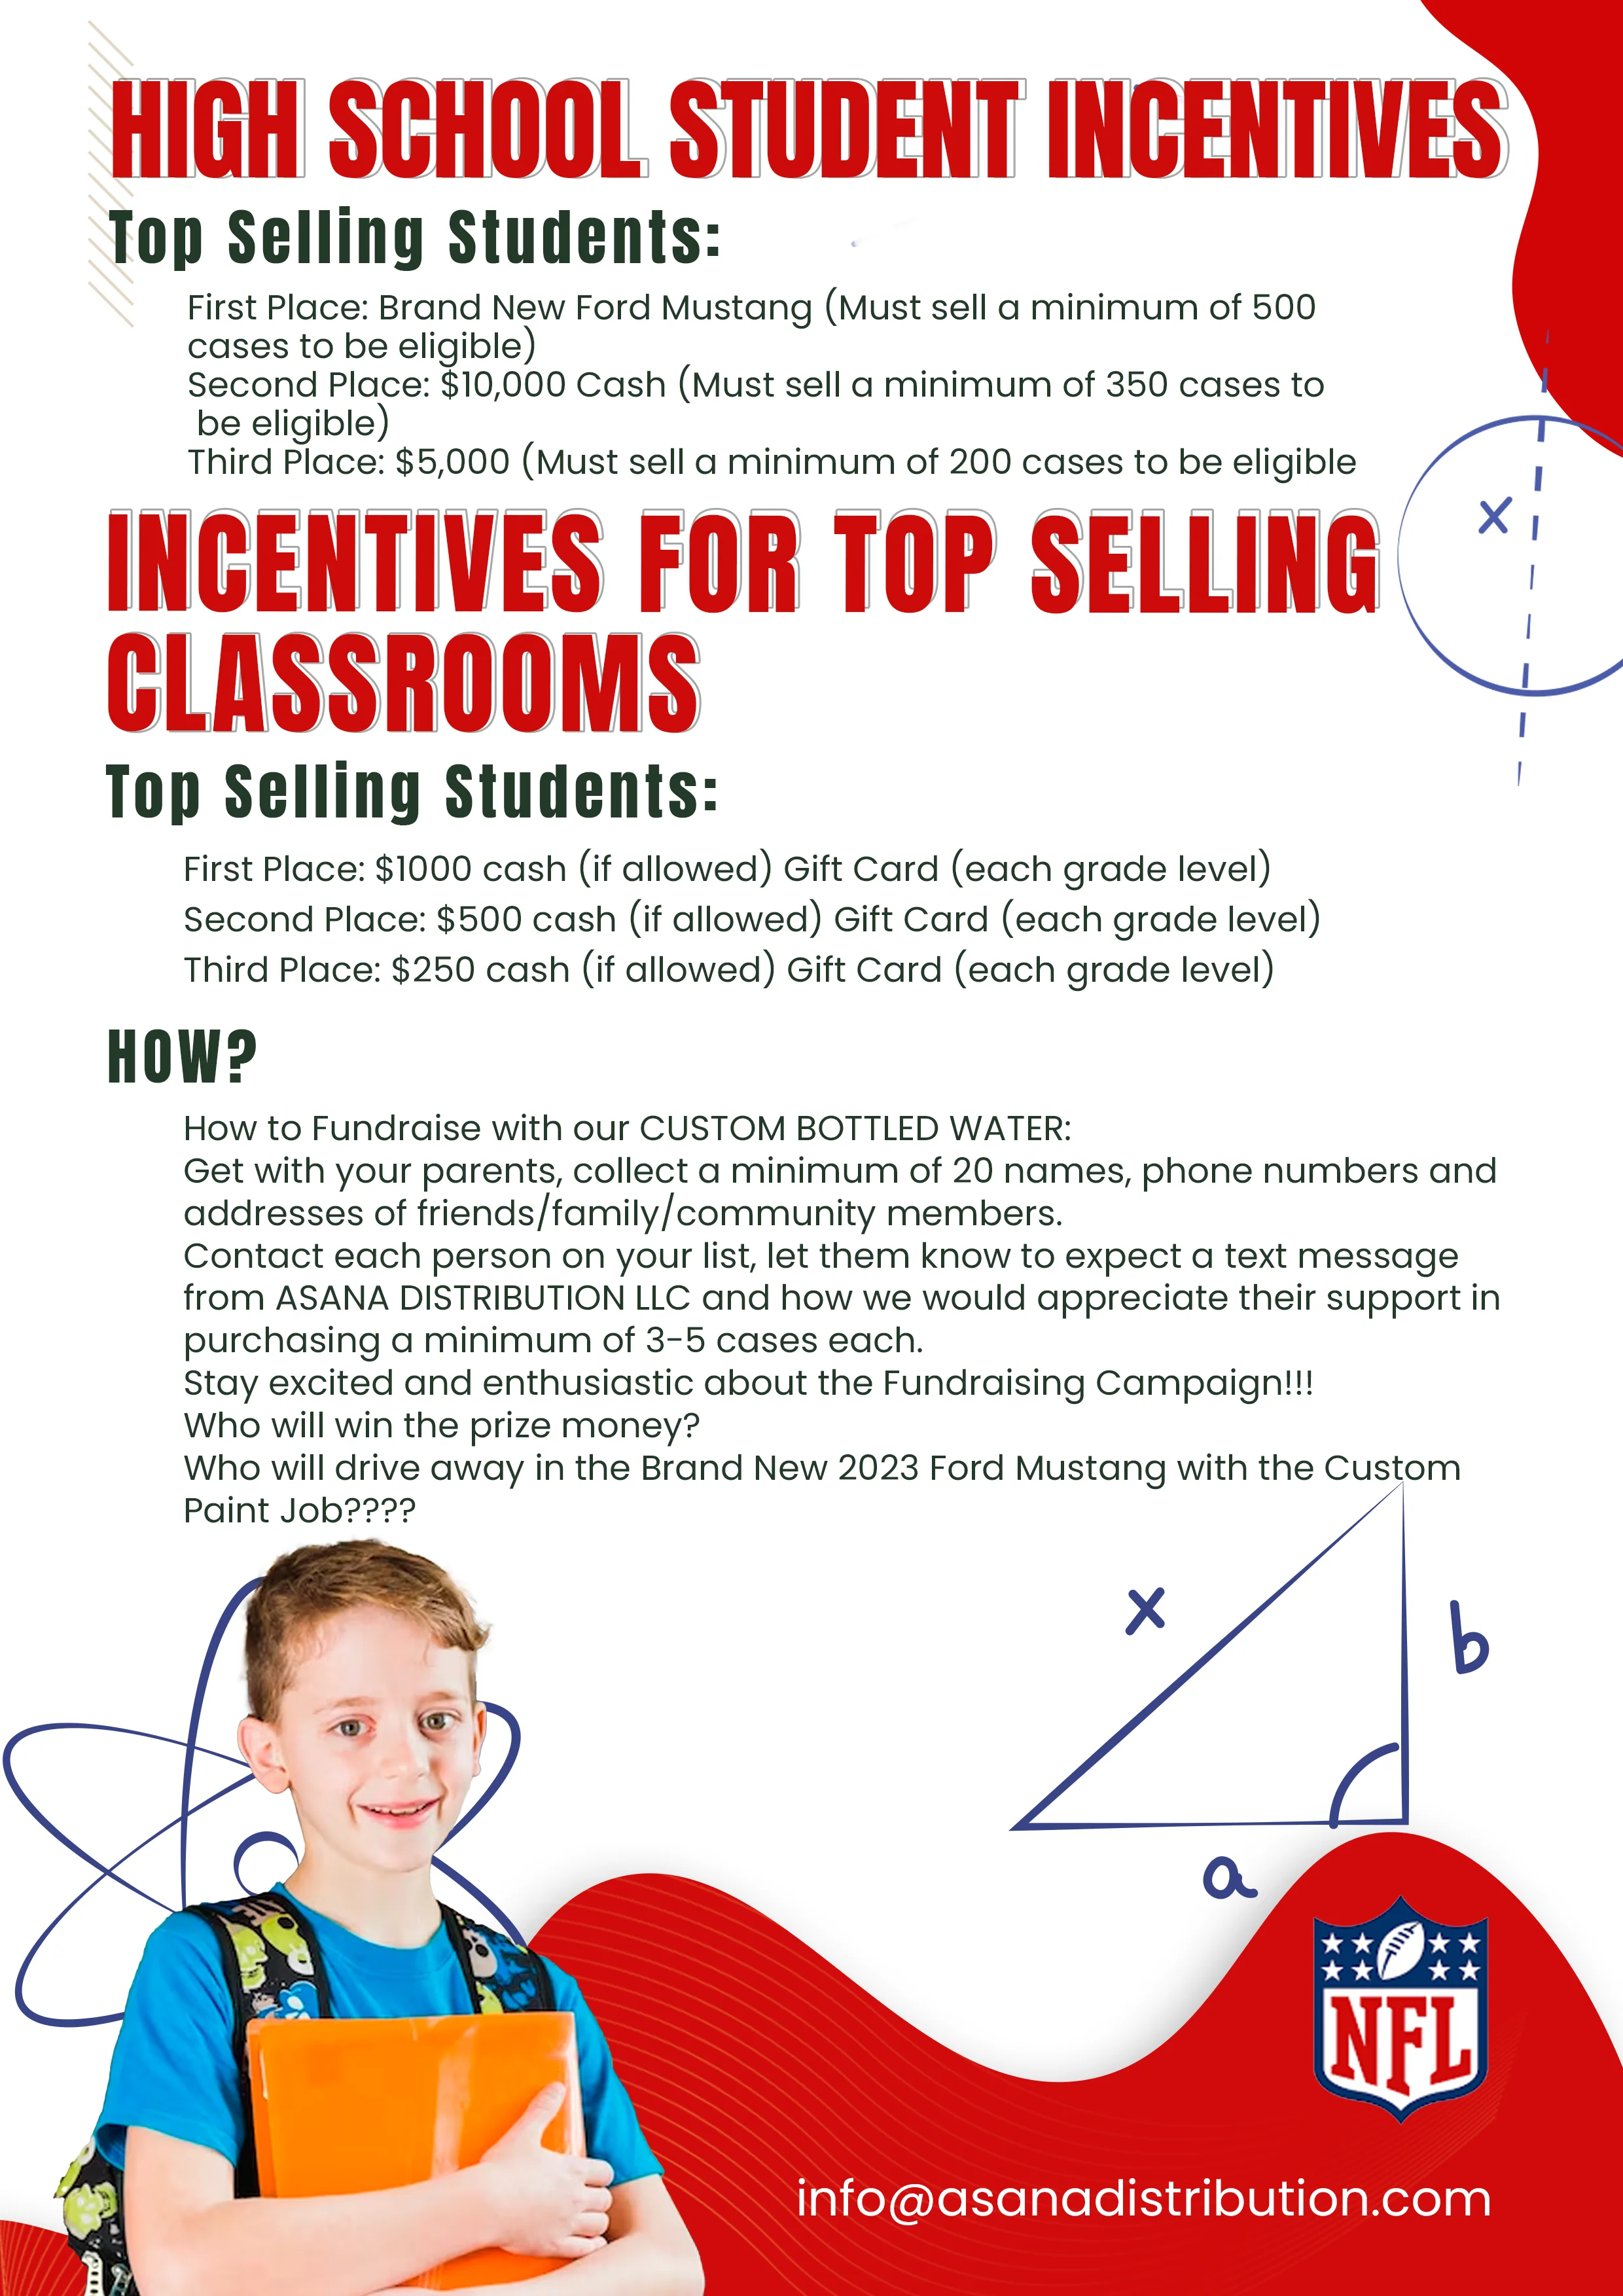 HIGH SCHOOL STUDENT INCENTIVES
Top Selling Students:
First Place: Brand New Ford Mustang (Must sell a minimum of 500
cases to be eligible)
Second Place: $10,000 Cash (Must sell a minimum of 350 cases to
be eligible)
Third Place: $5,000 (Must sell a minimum of 200 cases to be eligible
x
INCENTIVES FOR TOP SELLING
CLASSROOMS
Top Selling Students:
First Place: $1000 cash (if allowed) Gift Card (each grade level)
Second Place: $500 cash (if allowed) Gift Card (each grade level)
Third Place: $250 cash (if allowed) Gift Card (each grade level)
HOW?
How to Fundraise with our CUSTOM BOTTLED WATER:
Get with your parents, collect a minimum of 20 names, phone numbers and
addresses of friends/family/community members.
Contact each person on your list, let them know to expect a text message
from ASANA DISTRIBUTION LLC and how we would appreciate their support in
purchasing a minimum of 3-5 cases each.
Stay excited and enthusiastic about the Fundraising Campaign!!!
Who will win the prize money?
Who will drive away in the Brand New 2023 Ford Mustang with the Custom
Paint Job????
x
b
a
NFL
info@asanadistribution.com